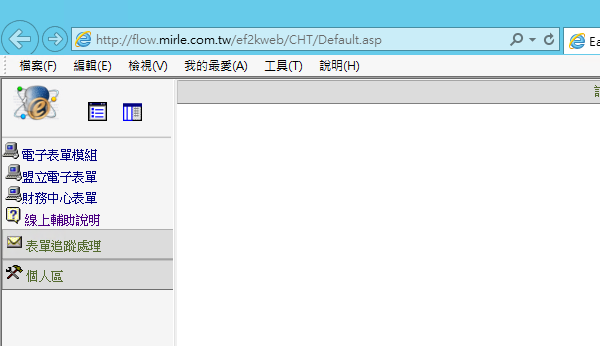 http://flow.mirle.com.tw/ef2kweb/CHT/Default.asp
Ea
檔案(F) 編輯(E) 檢視(V) 我的最愛(A) 工具(T) 說明(H)
電子表單模組
盟立電子表單
財務中心表單
線上輔助說明
表單追蹤處理
個人區